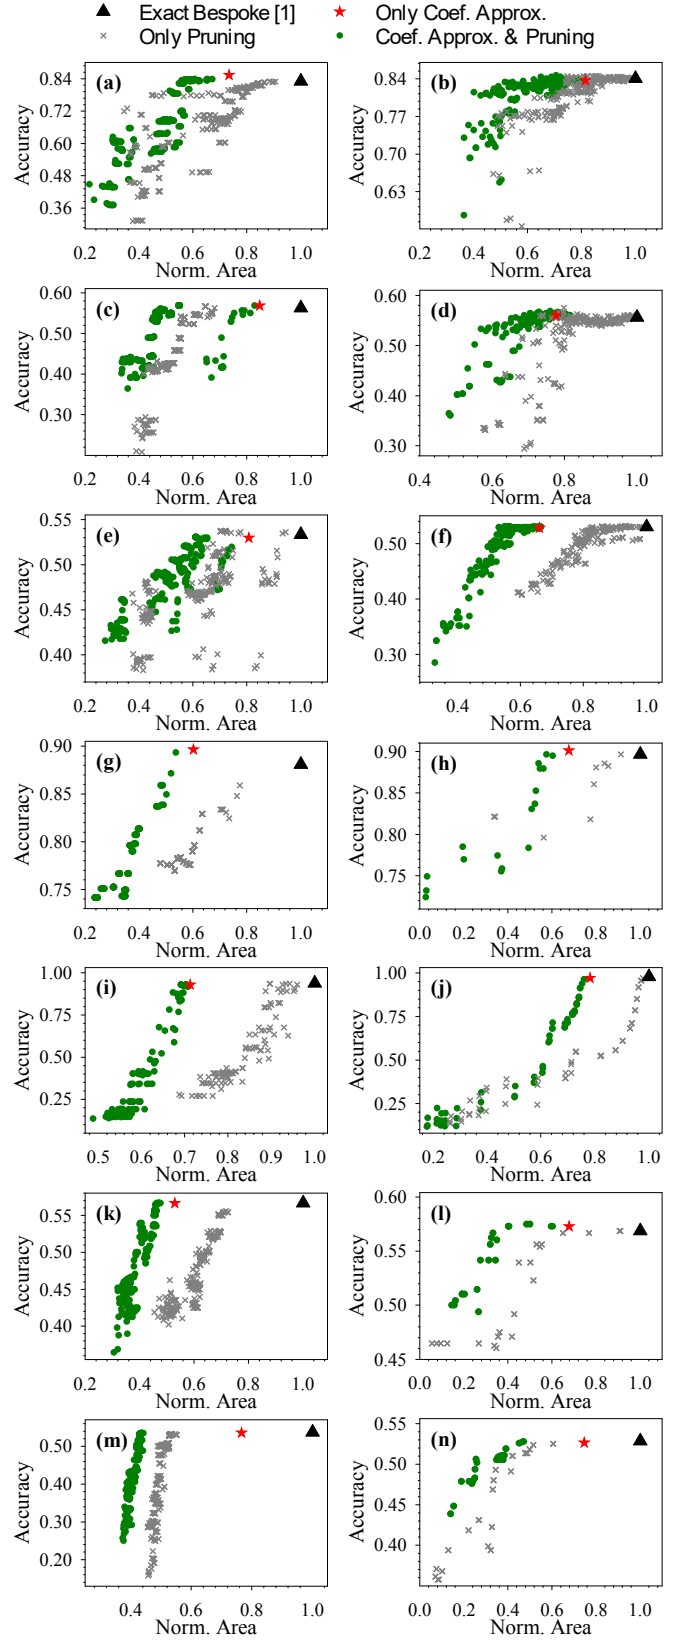 Exact Bespoke [1] Only Coef. Approx.
Only Pruning Coef. Approx. & Pruning
(a)
Accuracy
0.84
0.72
0.60
0.48
0.36
0.2 0.4 0.6 0.8 1.0
Norm. Area
(b)
Accuracy
0.84
0.77
0.70
0.63
0.2 0.4 0.6 0.8 1.0
Norm. Area
(c)
Accuracy
0.60
0.50
0.40
0.30
0.2 0.4 0.6 0.8 1.0
Norm. Area
(d)
Accuracy
0.60
0.50
0.40
0.30
0.4 0.6 0.8 1.0
Norm. Area
(e)
Accuracy
0.55
0.50
0.45
0.40
0.2 0.4 0.6 0.8 1.0
Norm. Area
(f)
Accuracy
0.50
0.40
0.30
0.4 0.6 0.8 1.0
Norm. Area
(g)
Accuracy
0.90
0.85
0.80
0.75
0.2 0.4 0.6 0.8 1.0
Norm. Area
(h)
Accuracy
0.90
0.85
0.80
0.75
0.0 0.2 0.4 0.6 0.8 1.0
Norm. Area
(i)
Accuracy
1.00
0.75
0.50
0.25
0.5 0.6 0.7 0.8 0.9 1.0
Norm. Area
(j)
Accuracy
1.00
0.75
0.50
0.25
0.2 0.4 0.6 0.8 1.0
Norm. Area
(k)
Accuracy
0.55
0.50
0.45
0.40
0.2 0.4 0.6 0.8 1.0
Norm. Area
(l)
Accuracy
0.60
0.55
0.50
0.45
0.0 0.2 0.4 0.6 0.8 1.0
Norm. Area
(m)
Accuracy
0.50
0.40
0.30
0.20
0.4 0.6 0.8 1.0
Norm. Area
(n)
Accuracy
0.55
0.50
0.45
0.40
0.0 0.2 0.4 0.6 0.8 1.0
Norm. Area